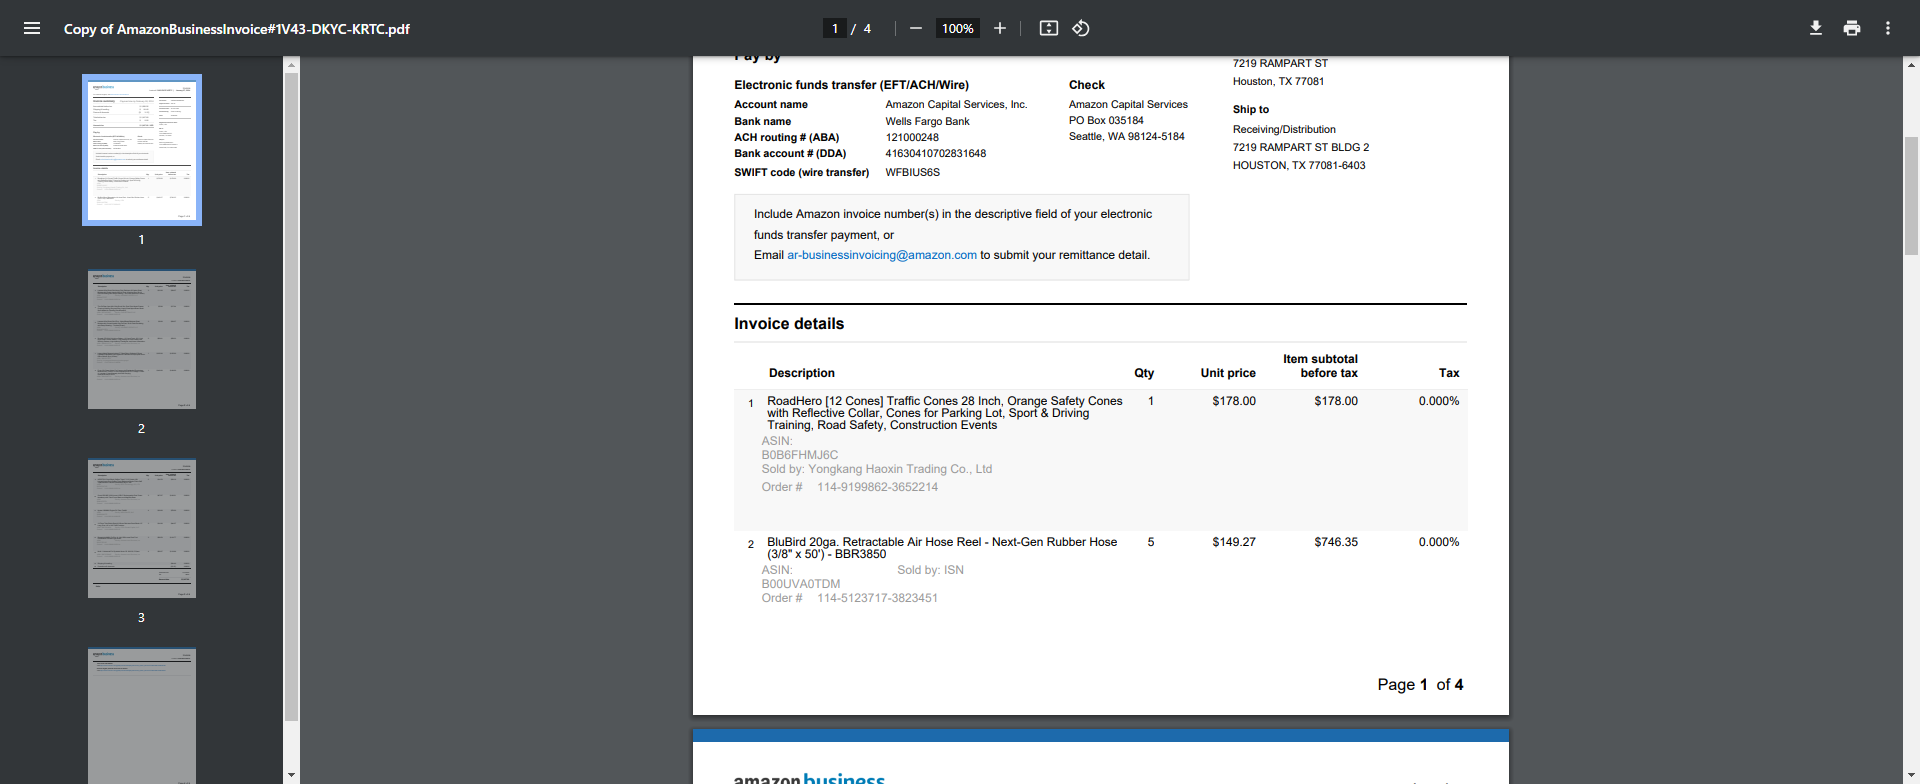 Copy of AmazonBusinessInvoice#1V43-DKYC-KRTC.pdf
1 / 4
100%
1
2
3
Pay by
Electronic funds transfer (EFT/ACH/Wire)
Account name Amazon Capital Services, Inc.
Bank name Wells Fargo Bank
ACH routing # (ABA) 121000248
Bank account # (DDA) 41630410702831648
SWIFT code (wire transfer) WFBIUS6S
Check
Amazon Capital Services
PO Box 035184
Seattle, WA 98124-5184
7219 RAMPART ST
Houston, TX 77081
Ship to
Receiving/Distribution
7219 RAMPART ST BLDG 2
HOUSTON, TX 77081-6403
Include Amazon invoice number(s) in the descriptive field of your electronic
funds transfer payment, or
Email ar-businessinvoicing@amazon.com to submit your remittance detail.
Invoice details
Description Qty Unit price Item subtotal before tax Tax
1 RoadHero [12 Cones] Traffic Cones 28 Inch, Orange Safety Cones 1 $178.00 $178.00 0.000%
with Reflective Collar, Cones for Parking Lot, Sport & Driving
Training, Road Safety, Construction Events
ASIN:
B0B6FHMJ6C
Sold by: Yongkang Haoxin Trading Co., Ltd
Order # 114-9199862-3652214
2 BluBird 20ga. Retractable Air Hose Reel - Next-Gen Rubber Hose 5 $149.27 $746.35 0.000%
(3/8" x 50') - BBR3850
ASIN: Sold by: ISN
B00UVA0TDM
Order # 114-5123717-3823451
Page 1 of 4
amazon business